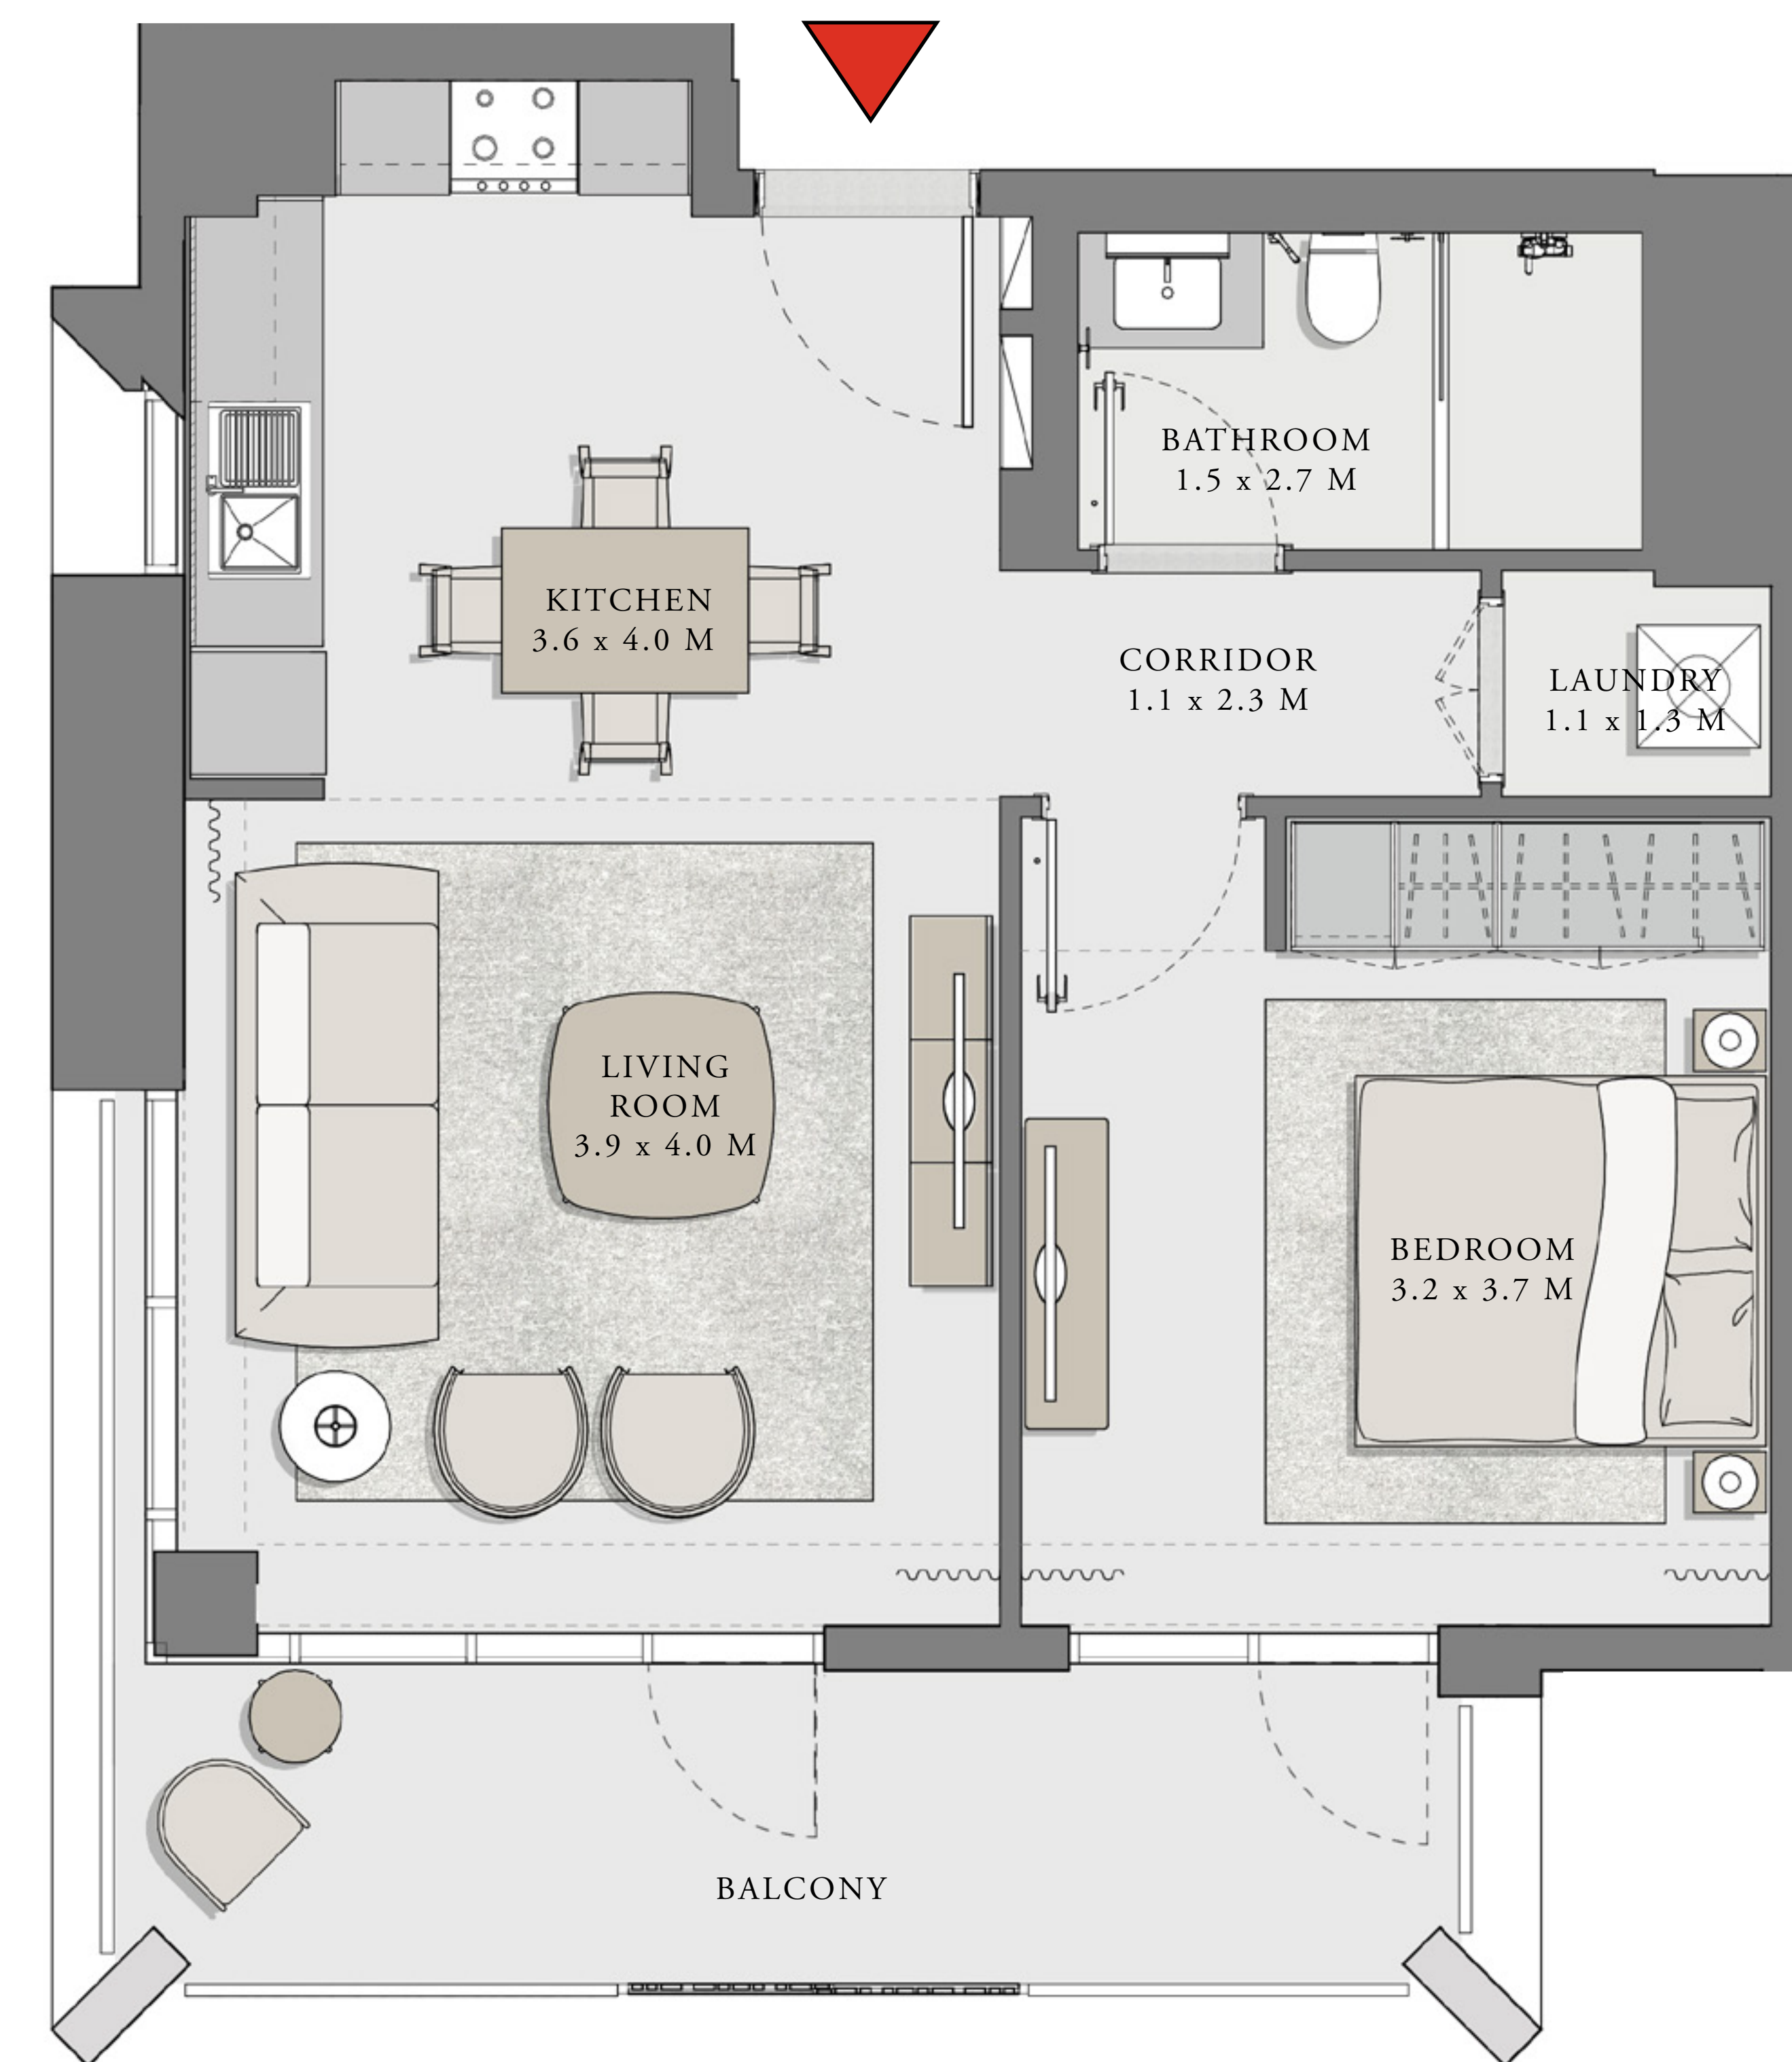 BATHROOM
1.5 x 2.7 M
KITCHEN
3.6 x 4.0 M
CORRIDOR
1.1 x 2.3 M
LAUNDRY
1.1 x 1.3 M
LIVING
ROOM
3.9 x 4.0 M
BEDROOM
3.2 x 3.7 M
BALCONY